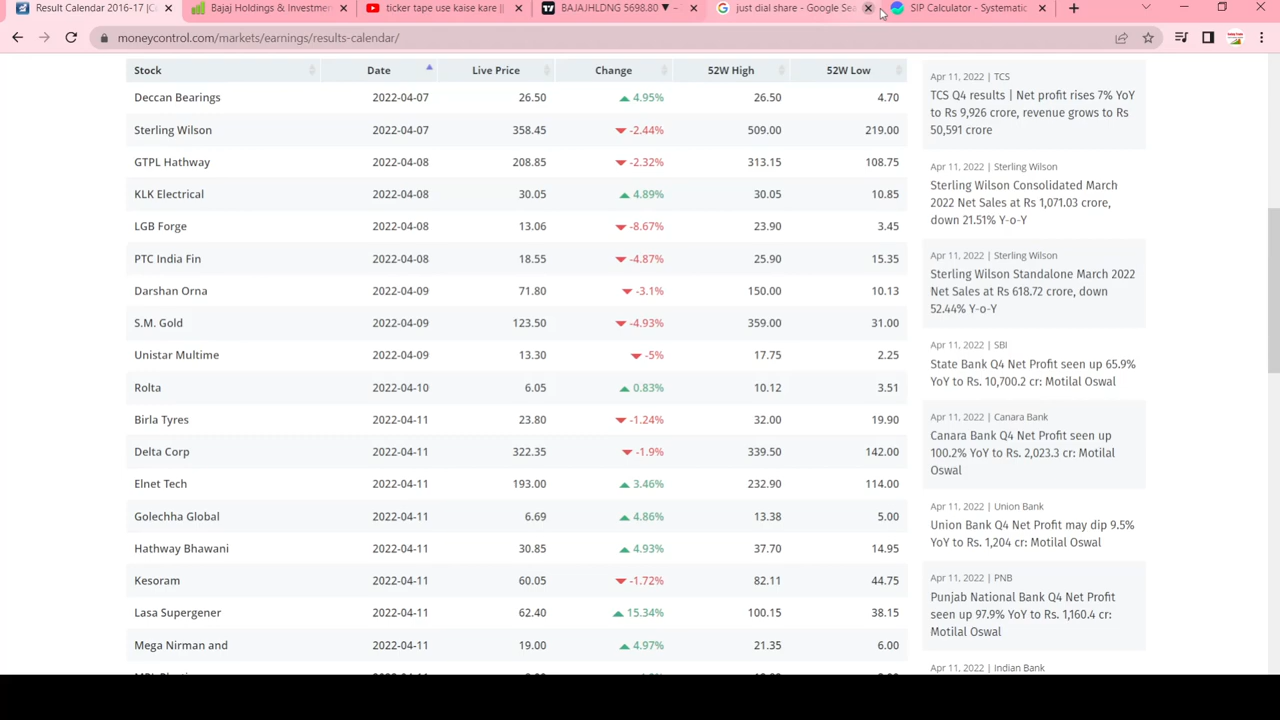 Result Calendar 2016-17 |C
Bajaj Holdings & Investmen
ticker tape use kaise kare ||
BAJAJHLDNG 5698.80 ▼ −
just dial share - Google Sea
SIP Calculator - Systematic
moneycontrol.com/markets/earnings/results-calendar/
Stock Date Live Price Change 52W High 52W Low
Deccan Bearings 2022-04-07 26.50 4.95% 26.50 4.70
Sterling Wilson 2022-04-07 358.45 -2.44% 509.00 219.00
GTPL Hathway 2022-04-08 208.85 -2.32% 313.15 108.75
KLK Electrical 2022-04-08 30.05 4.89% 30.05 10.85
LGB Forge 2022-04-08 13.06 -8.67% 23.90 3.45
PTC India Fin 2022-04-08 18.55 -4.87% 25.90 15.35
Darshan Orna 2022-04-09 71.80 -3.1% 150.00 10.13
S.M. Gold 2022-04-09 123.50 -4.93% 359.00 31.00
Unistar Multime 2022-04-09 13.30 -5% 17.75 2.25
Rolta 2022-04-10 6.05 0.83% 10.12 3.51
Birla Tyres 2022-04-11 23.80 -1.24% 32.00 19.90
Delta Corp 2022-04-11 322.35 -1.9% 339.50 142.00
Elnet Tech 2022-04-11 193.00 3.46% 232.90 114.00
Golechha Global 2022-04-11 6.69 4.86% 13.38 5.00
Hathway Bhawani 2022-04-11 30.85 4.93% 37.70 14.95
Kesoram 2022-04-11 60.05 -1.72% 82.11 44.75
Lasa Supergener 2022-04-11 62.40 15.34% 100.15 38.15
Mega Nirman and 2022-04-11 19.00 4.97% 21.35 6.00
Apr 11, 2022 | TCS
TCS Q4 results | Net profit rises 7% YoY
to Rs 9,926 crore, revenue grows to Rs
50,591 crore
Apr 11, 2022 | Sterling Wilson
Sterling Wilson Consolidated March
2022 Net Sales at Rs 1,071.03 crore,
down 21.51% Y-o-Y
Apr 11, 2022 | Sterling Wilson
Sterling Wilson Standalone March 2022
Net Sales at Rs 618.72 crore, down
52.44% Y-o-Y
Apr 11, 2022 | SBI
State Bank Q4 Net Profit seen up 65.9%
YoY to Rs. 10,700.2 cr: Motilal Oswal
Apr 11, 2022 | Canara Bank
Canara Bank Q4 Net Profit seen up
100.2% YoY to Rs. 2,023.3 cr: Motilal
Oswal
Apr 11, 2022 | Union Bank
Union Bank Q4 Net Profit may dip 9.5%
YoY to Rs. 1,204 cr: Motilal Oswal
Apr 11, 2022 | PNB
Punjab National Bank Q4 Net Profit
seen up 97.9% YoY to Rs. 1,160.4 cr:
Motilal Oswal
Apr 11, 2022 | Indian Bank